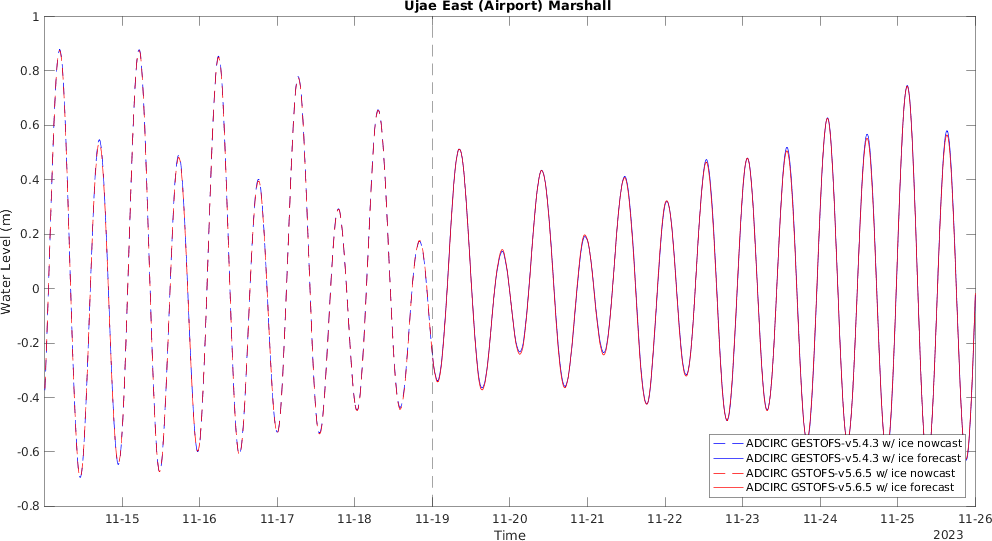 Ujae East (Airport) Marshall
1
0.8
0.6
0.4
0.2
0
-0.2
-0.4
-0.6
-0.8
Water Level (m)
ADCIRC GESTOFS-v5.4.3 w/ ice nowcast
ADCIRC GESTOFS-v5.4.3 w/ ice forecast
ADCIRC GSTOFS-v5.6.5 w/ ice nowcast
ADCIRC GSTOFS-v5.6.5 w/ ice forecast
11-15 11-16 11-17 11-18 11-19 11-20 11-21 11-22 11-23 11-24 11-25 11-26
Time
2023